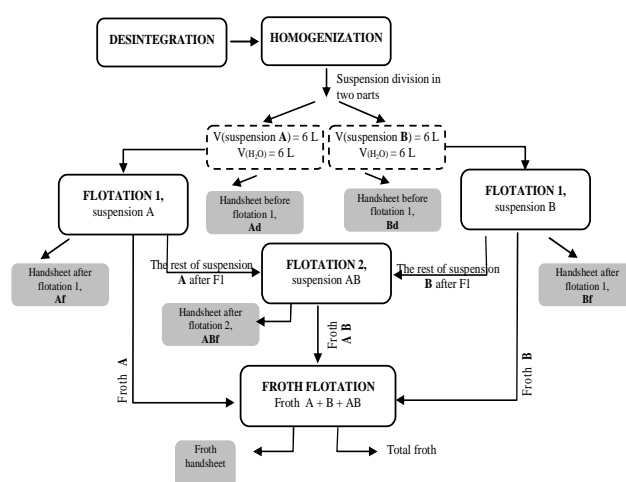 DESINTEGRATION
HOMOGENIZATION
Suspension division in
two parts
V(suspension A) = 6 L
V(H₂O) = 6 L
V(suspension B) = 6 L
V(H₂O) = 6 L
FLOTATION 1,
suspension A
Handsheet before
flotation 1,
Ad
Handsheet before
flotation 1,
Bd
FLOTATION 1,
suspension B
Handsheet after
flotation 1,
Af
The rest of suspension
A after F1
FLOTATION 2,
suspension AB
The rest of suspension
B after F1
Handsheet after
flotation 1,
Bf
Handsheet after
flotation 2,
ABf
Froth
A B
Froth A
Froth B
FROTH FLOTATION
Froth A + B + AB
Froth
handsheet
Total froth